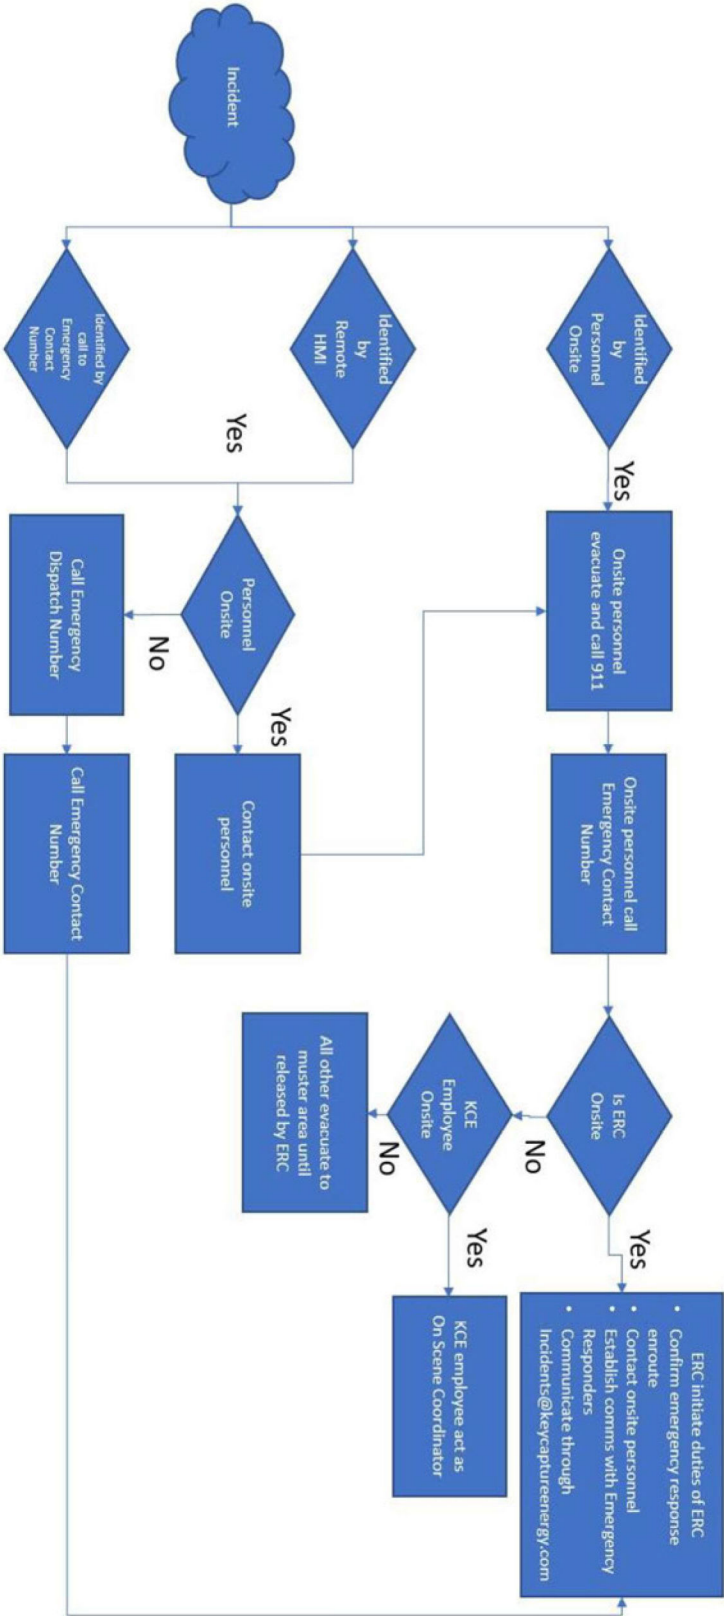 Incident
Identified
by
Personnel
Onsite
Yes
Onsite personnel
evacuate and call 911
Onsite personnel call
Emergency Contact
Number
Is ERC
Onsite
Yes
ERC initiate duties of ERC
• Confirm emergency response
enroute
• Contact onsite personnel
• Establish comms with Emergency
Responders
• Communicate through
Incidents@keycaptureenergy.com
No
KCE
Employee
Onsite
Yes
KCE employee act as
On Scene Coordinator
No
All other evacuate to
muster area until
released by ERC
Identified
by
Remote
HMI
Yes
Personnel
Onsite
Yes
Contact onsite
personnel
No
Identified by
call to
Emergency
Contact
Number
Call Emergency
Dispatch Number
Call Emergency Contact
Number